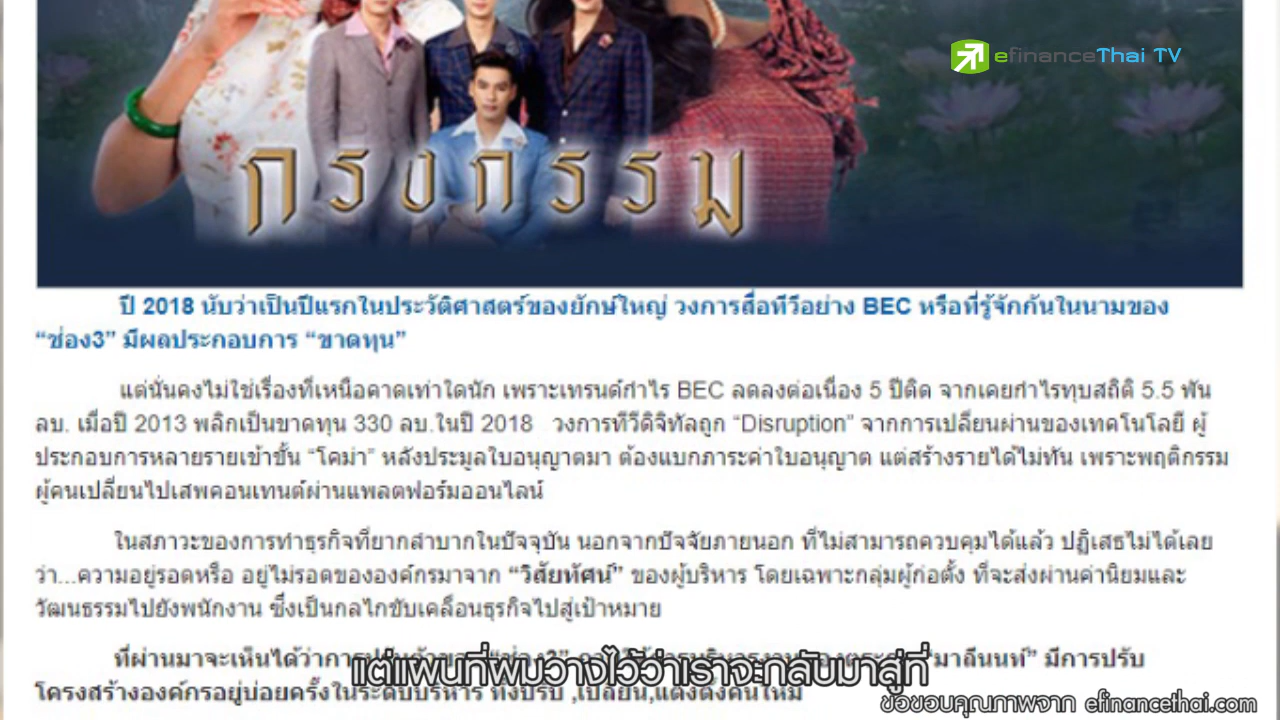 efinanceThai TV
กรงกรรม
ปี 2018 นับว่าเป็นปีแรกในประวัติศาสตร์ของยักษ์ใหญ่ วงการสื่อทีวีอย่าง BEC หรือที่รู้จักกันในนามของ
“ช่อง3” มีผลประกอบการ “ขาดทุน”
แต่นั่นคงไม่ใช่เรื่องที่เหนือคาดเท่าใดนัก เพราะเทรนด์กำไร BEC ลดลงต่อเนื่อง 5 ปีติด จากเคยกำไรทุบสถิติ 5.5 พัน
ลบ. เมื่อปี 2013 พลิกเป็นขาดทุน 330 ลบ.ในปี 2018 วงการทีวีดิจิทัลถูก “Disruption” จากการเปลี่ยนผ่านของเทคโนโลยี ผู้
ประกอบการหลายรายเข้าขั้น “โคม่า” หลังประมูลใบอนุญาตมา ต้องแบกภาระค่าใบอนุญาต แต่สร้างรายได้ไม่ทัน เพราะพฤติกรรม
ผู้คนเปลี่ยนไปเสพคอนเทนต์ผ่านแพลตฟอร์มออนไลน์
ในสภาวะของการทำธุรกิจที่ยากลำบากในปัจจุบัน นอกจากปัจจัยภายนอก ที่ไม่สามารถควบคุมได้แล้ว ปฏิเสธไม่ได้เลย
ว่า...ความอยู่รอดหรือ อยู่ไม่รอดขององค์กรมาจาก “วิสัยทัศน์” ของผู้บริหาร โดยเฉพาะกลุ่มผู้ก่อตั้ง ที่จะส่งผ่านค่านิยมและ
วัฒนธรรมไปยังพนักงาน ซึ่งเป็นกลไกขับเคลื่อนธุรกิจไปสู่เป้าหมาย
ที่ผ่านมาจะเห็นได้ว่าการ “ช่อง3” “มาลีนนท์” มีการปรับ
แต่แผนที่ผมวางไว้ว่าเราจะกลับมาสู่ที่
โครงสร้างองค์กรอยู่บ่อยครั้งในระดับบริหาร ทั้งปรับ ,เปลี่ยน,แต่งตั้งคนใหม่
ขอขอบคุณภาพจาก efinancethai.com